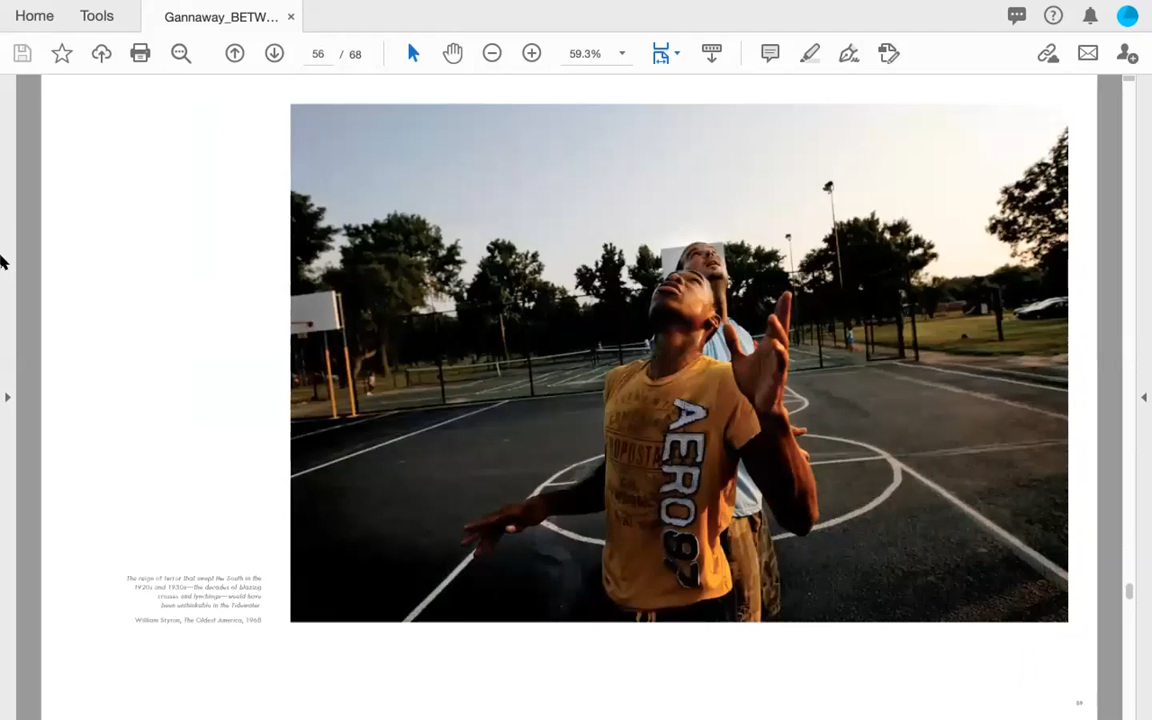 Home
Tools
Gannaway_BETW... ×
56 / 68
59.3%
AERO
87
The reign of terror that swept the South in the
1920s and 1930s—the decades of blazing
crosses and lynchings—would have
been unthinkable in the Tidewater.
William Styron, The Oldest America, 1968